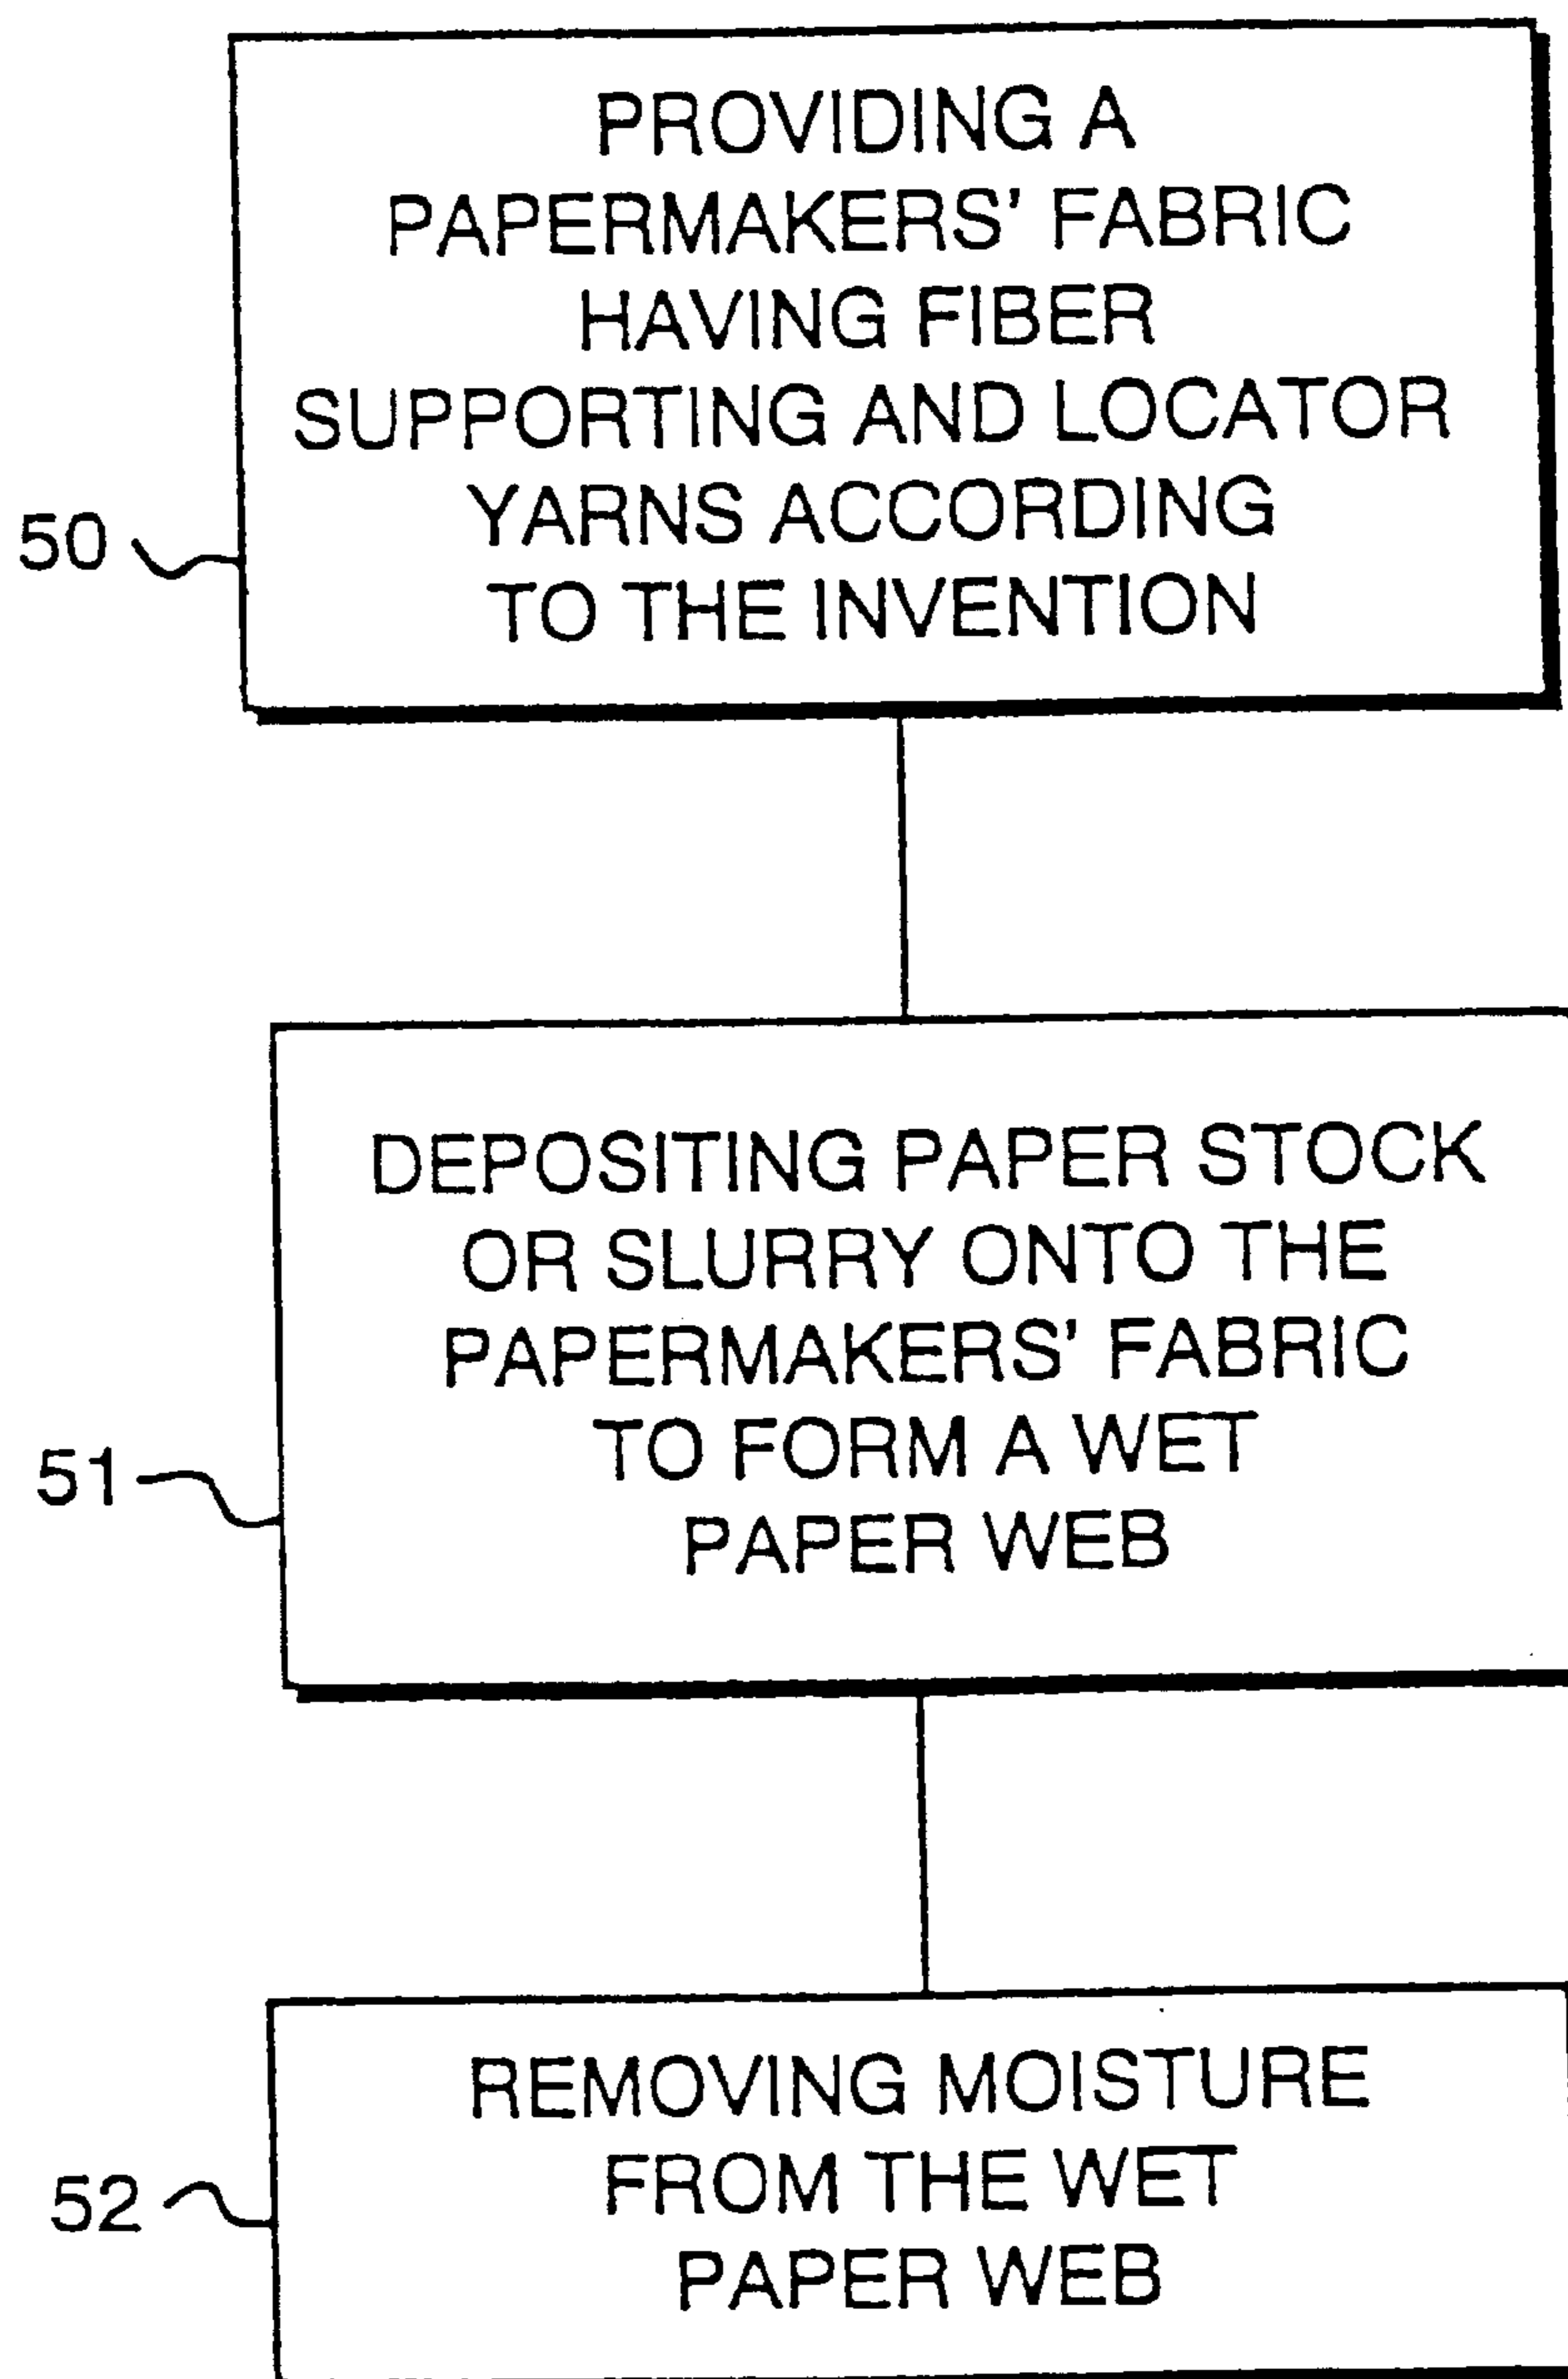 PROVIDING A
PAPERMAKERS' FABRIC
HAVING FIBER
SUPPORTING AND LOCATOR
YARNS ACCORDING
TO THE INVENTION
50
DEPOSITING PAPER STOCK
OR SLURRY ONTO THE
PAPERMAKERS' FABRIC
TO FORM A WET
PAPER WEB
51
REMOVING MOISTURE
FROM THE WET
PAPER WEB
52